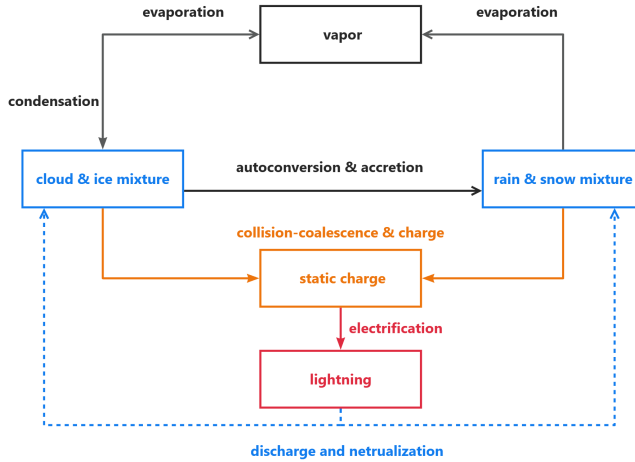 evaporation
evaporation
vapor
condensation
cloud & ice mixture
autoconversion & accretion
rain & snow mixture
collision-coalescence & charge
static charge
electrification
lightning
discharge and netrualization